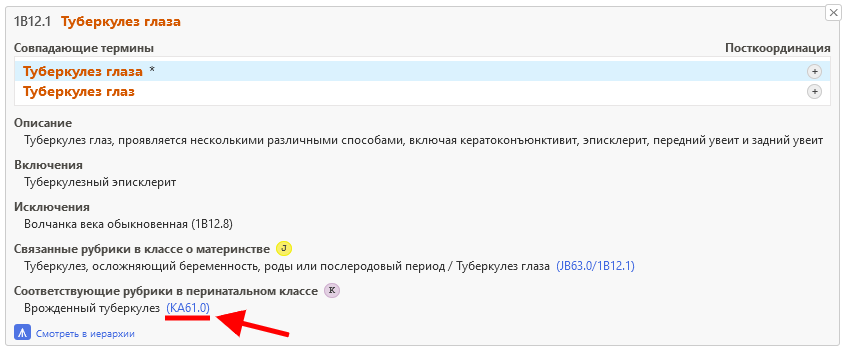 1B12.1 Туберкулез глаза
Совпадающие термины Посткоординация
Туберкулез глаза *
Туберкулез глаз
Описание
Туберкулез глаз, проявляется несколькими различными способами, включая кератоконъюнктивит, эписклерит, передний увеит и задний увеит
Включения
Туберкулезный эписклерит
Исключения
Волчанка века обыкновенная (1B12.8)
Связанные рубрики в классе о материнстве J
Туберкулез, осложняющий беременность, роды или послеродовый период / Туберкулез глаза (JB63.0/1B12.1)
Соответствующие рубрики в перинатальном классе K
Врожденный туберкулез (KA61.0)
Смотреть в иерархии